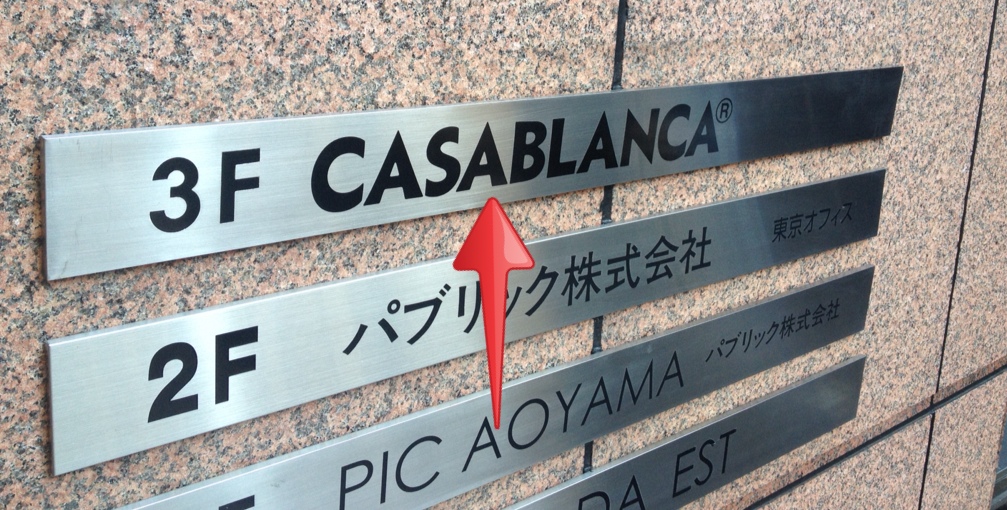 3F CASABLANCA®
2F パブリック株式会社 東京オフィス
PIC AOYAMA パブリック株式会社
EST